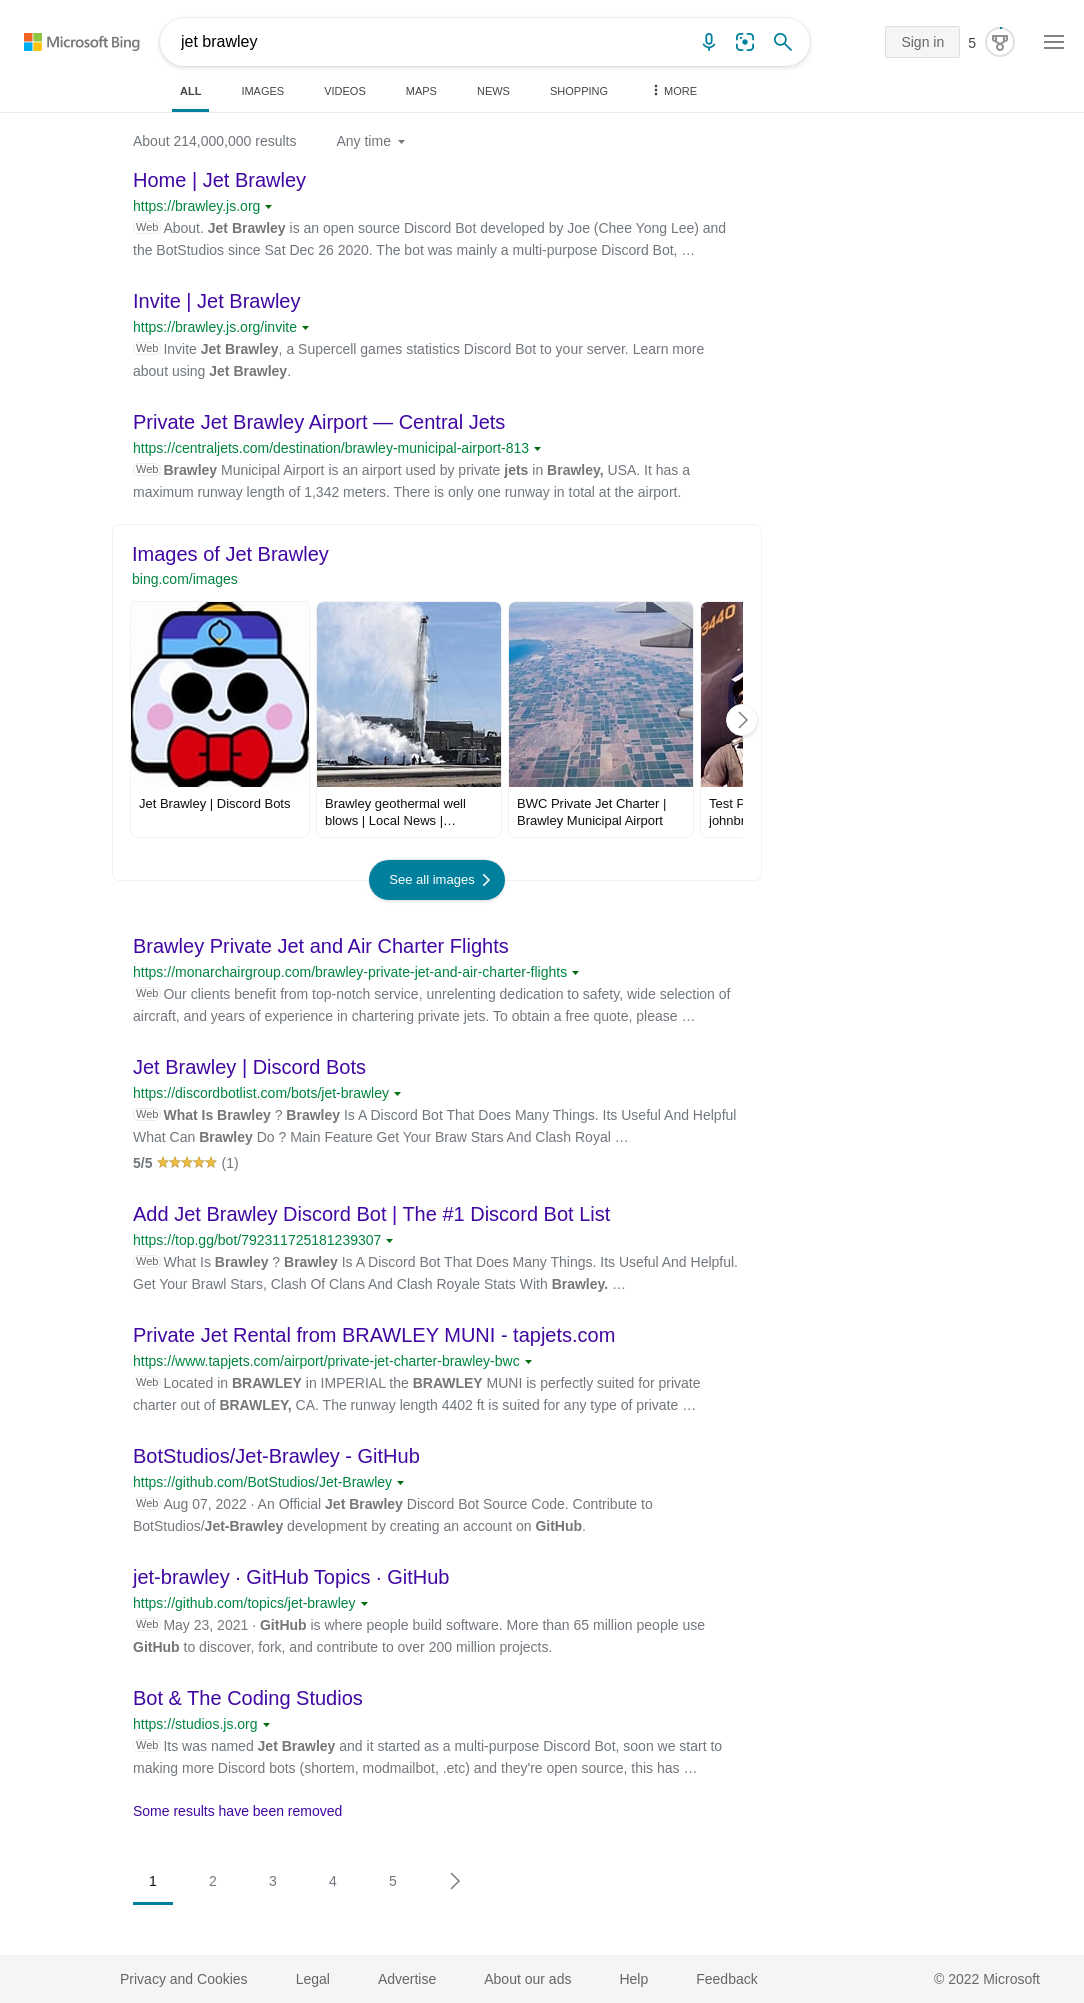 Microsoft Bing
jet brawley
Sign in
5
ALL
IMAGES
VIDEOS
MAPS
NEWS
SHOPPING
MORE
About 214,000,000 results
Any time
Home | Jet Brawley
https://brawley.js.org
Web About. Jet Brawley is an open source Discord Bot developed by Joe (Chee Yong Lee) and
the BotStudios since Sat Dec 26 2020. The bot was mainly a multi-purpose Discord Bot, …
Invite | Jet Brawley
https://brawley.js.org/invite
Web Invite Jet Brawley, a Supercell games statistics Discord Bot to your server. Learn more
about using Jet Brawley.
Private Jet Brawley Airport — Central Jets
https://centraljets.com/destination/brawley-municipal-airport-813
Web Brawley Municipal Airport is an airport used by private jets in Brawley, USA. It has a
maximum runway length of 1,342 meters. There is only one runway in total at the airport.
Images of Jet Brawley
bing.com/images
3440
Jet Brawley | Discord Bots
Brawley geothermal well
blows | Local News |…
BWC Private Jet Charter |
Brawley Municipal Airport
Test P
johnbr
See all images
Brawley Private Jet and Air Charter Flights
https://monarchairgroup.com/brawley-private-jet-and-air-charter-flights
Web Our clients benefit from top-notch service, unrelenting dedication to safety, wide selection of
aircraft, and years of experience in chartering private jets. To obtain a free quote, please …
Jet Brawley | Discord Bots
https://discordbotlist.com/bots/jet-brawley
Web What Is Brawley ? Brawley Is A Discord Bot That Does Many Things. Its Useful And Helpful
What Can Brawley Do ? Main Feature Get Your Braw Stars And Clash Royal …
5/5 (1)
Add Jet Brawley Discord Bot | The #1 Discord Bot List
https://top.gg/bot/792311725181239307
Web What Is Brawley ? Brawley Is A Discord Bot That Does Many Things. Its Useful And Helpful.
Get Your Brawl Stars, Clash Of Clans And Clash Royale Stats With Brawley. …
Private Jet Rental from BRAWLEY MUNI - tapjets.com
https://www.tapjets.com/airport/private-jet-charter-brawley-bwc
Web Located in BRAWLEY in IMPERIAL the BRAWLEY MUNI is perfectly suited for private
charter out of BRAWLEY, CA. The runway length 4402 ft is suited for any type of private …
BotStudios/Jet-Brawley - GitHub
https://github.com/BotStudios/Jet-Brawley
Web Aug 07, 2022 · An Official Jet Brawley Discord Bot Source Code. Contribute to
BotStudios/Jet-Brawley development by creating an account on GitHub.
jet-brawley · GitHub Topics · GitHub
https://github.com/topics/jet-brawley
Web May 23, 2021 · GitHub is where people build software. More than 65 million people use
GitHub to discover, fork, and contribute to over 200 million projects.
Bot & The Coding Studios
https://studios.js.org
Web Its was named Jet Brawley and it started as a multi-purpose Discord Bot, soon we start to
making more Discord bots (shortem, modmailbot, .etc) and they're open source, this has …
Some results have been removed
1
2
3
4
5
Privacy and Cookies
Legal
Advertise
About our ads
Help
Feedback
© 2022 Microsoft